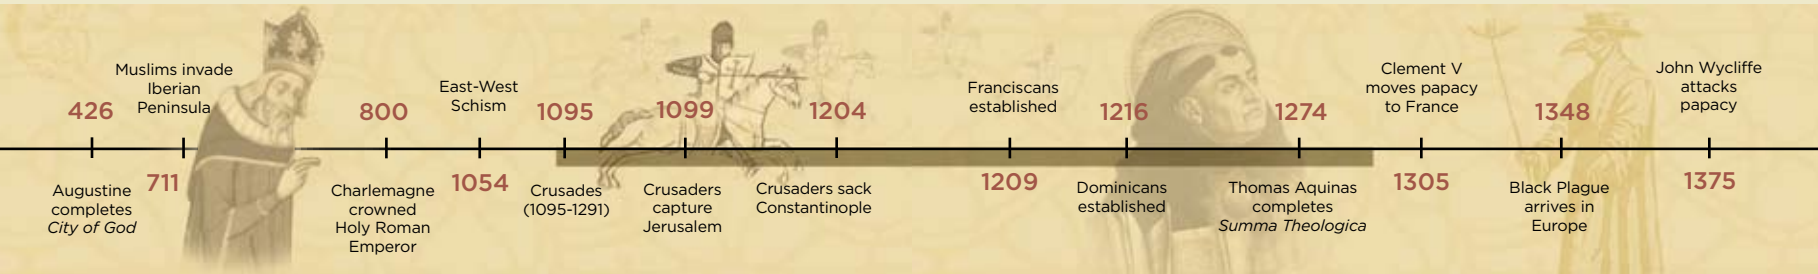 426
Augustine
completes
City of God
Muslims invade
Iberian
Peninsula
711
800
Charlemagne
crowned
Holy Roman
Emperor
East-West
Schism
1054
1095
Crusades
(1095-1291)
1099
Crusaders
capture
Jerusalem
1204
Crusaders sack
Constantinople
Franciscans
established
1209
1216
Dominicans
established
1274
Thomas Aquinas
completes
Summa Theologica
Clement V
moves papacy
to France
1305
1348
Black Plague
arrives in
Europe
John Wycliffe
attacks
papacy
1375